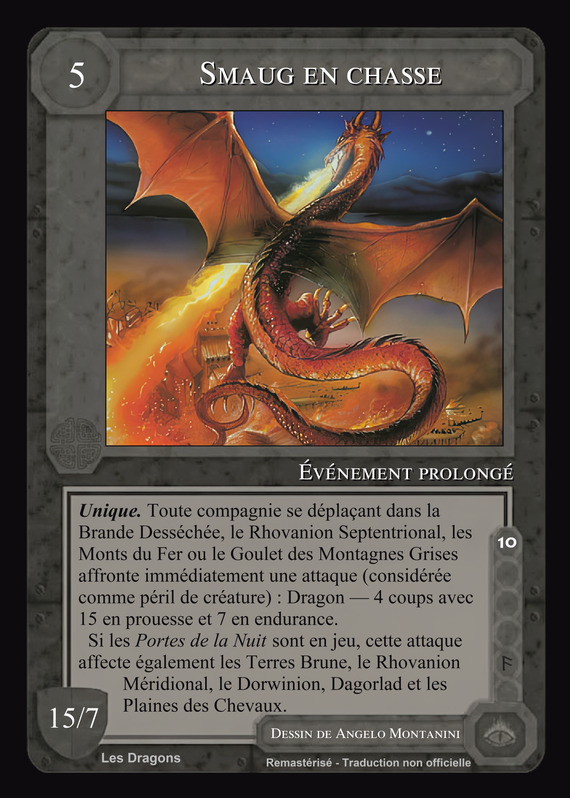 5
Smaug en chasse
Événement prolongé
Unique. Toute compagnie se déplaçant dans la
Brande Desséchée, le Rhovanion Septentrional, les
Monts du Fer ou le Goulet des Montagnes Grises
affronte immédiatement une attaque (considérée
comme péril de créature) : Dragon — 4 coups avec
15 en prouesse et 7 en endurance.
Si les Portes de la Nuit sont en jeu, cette attaque
affecte également les Terres Brune, le Rhovanion
Méridional, le Dorwinion, Dagorlad et les
Plaines des Chevaux.
10
15/7
Dessin de Angelo Montanini
Les Dragons
Remastérisé - Traduction non officielle